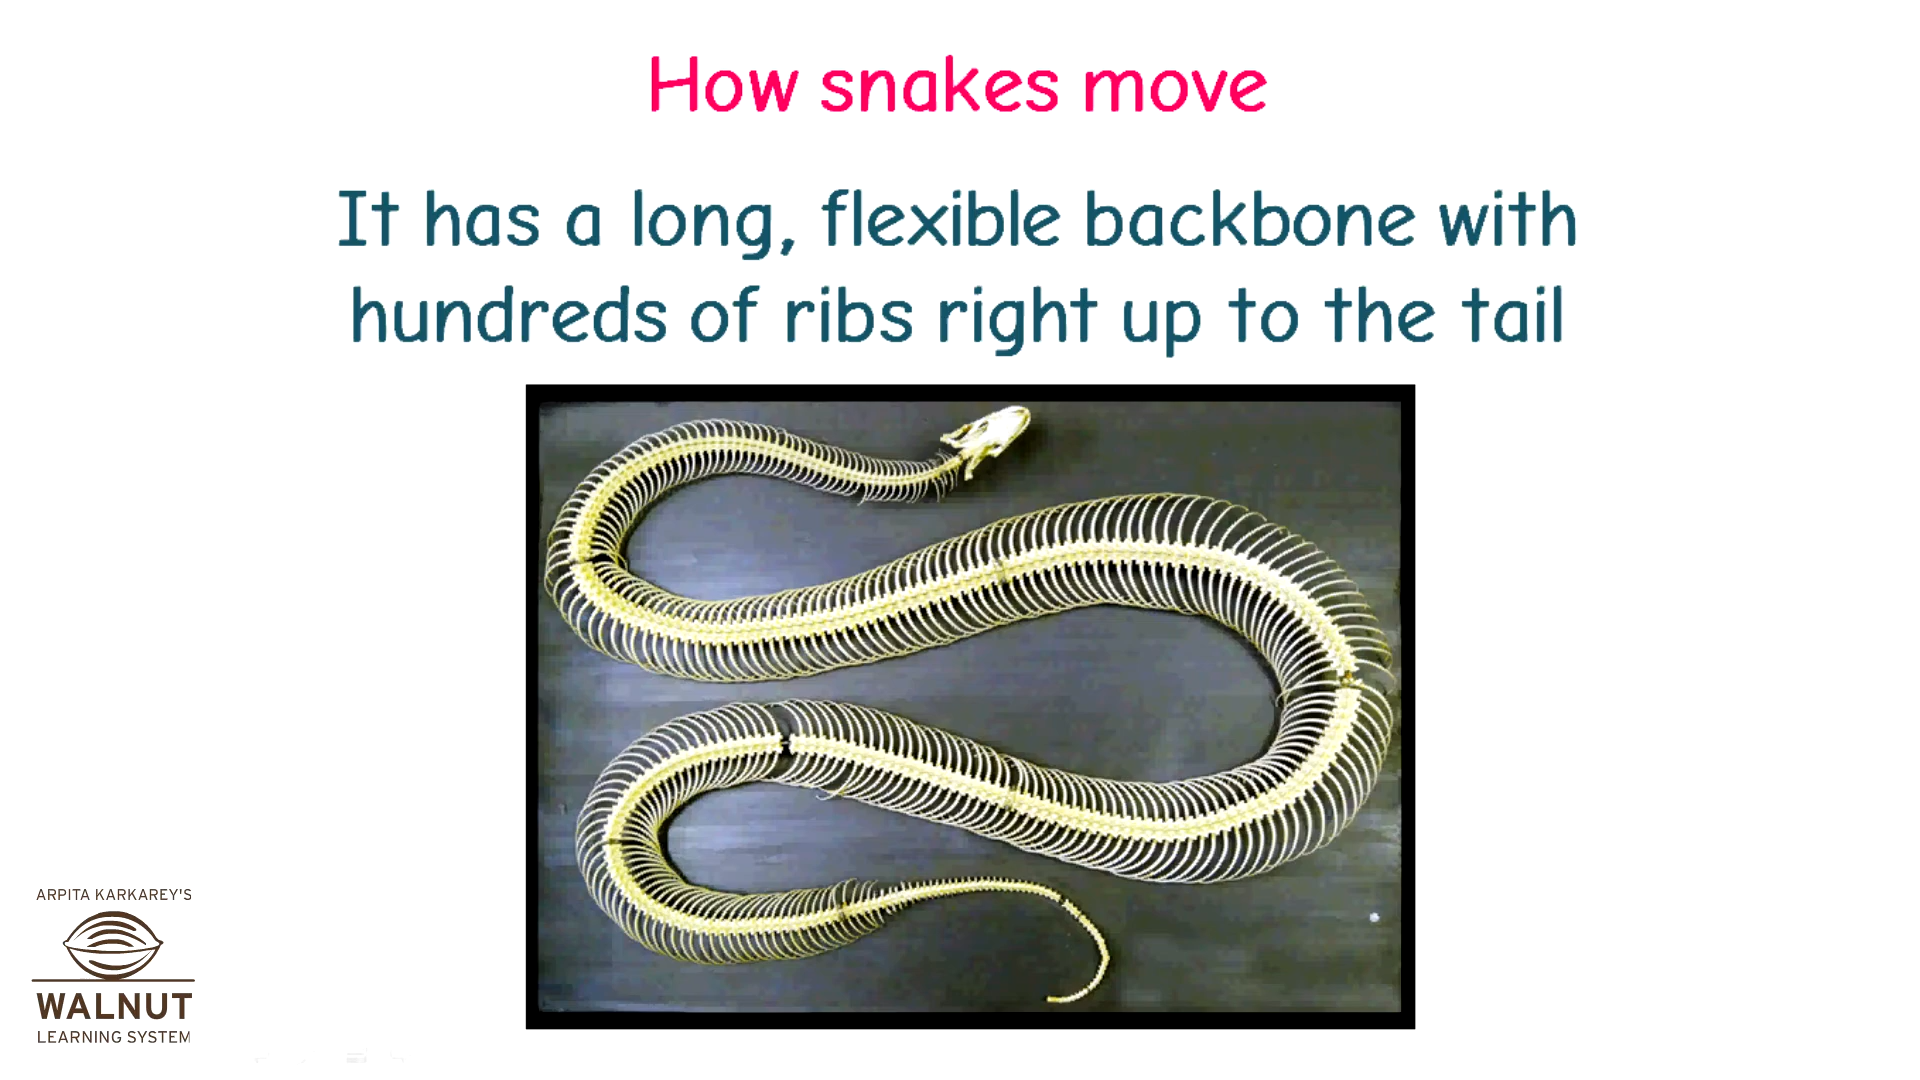 How snakes move
It has a long, flexible backbone with
hundreds of ribs right up to the tail
ARPITA KARKAREY'S
WALNUT
LEARNING SYSTEM